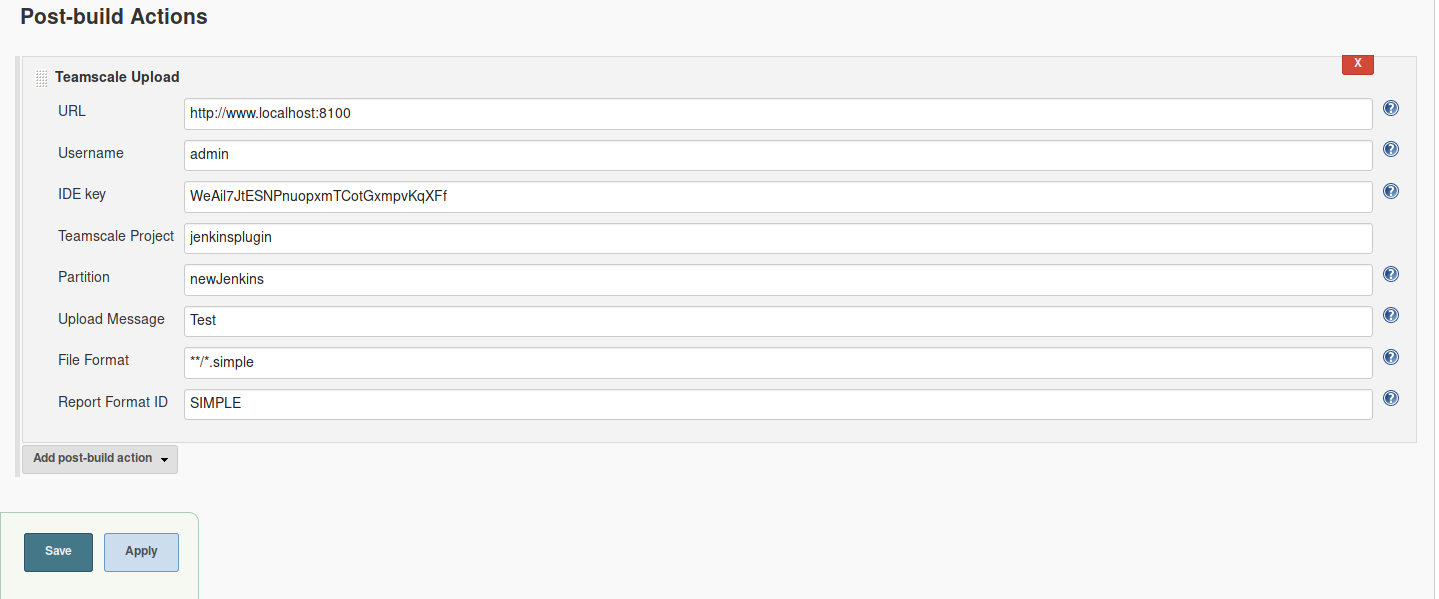 Post-build Actions
Teamscale Upload
X
URL http://www.localhost:8100
Username admin
IDE key WeAil7JtESNPnuopxmTCotGxmpvKqXFf
Teamscale Project jenkinsplugin
Partition newJenkins
Upload Message Test
File Format **/*.simple
Report Format ID SIMPLE
Add post-build action
Save Apply